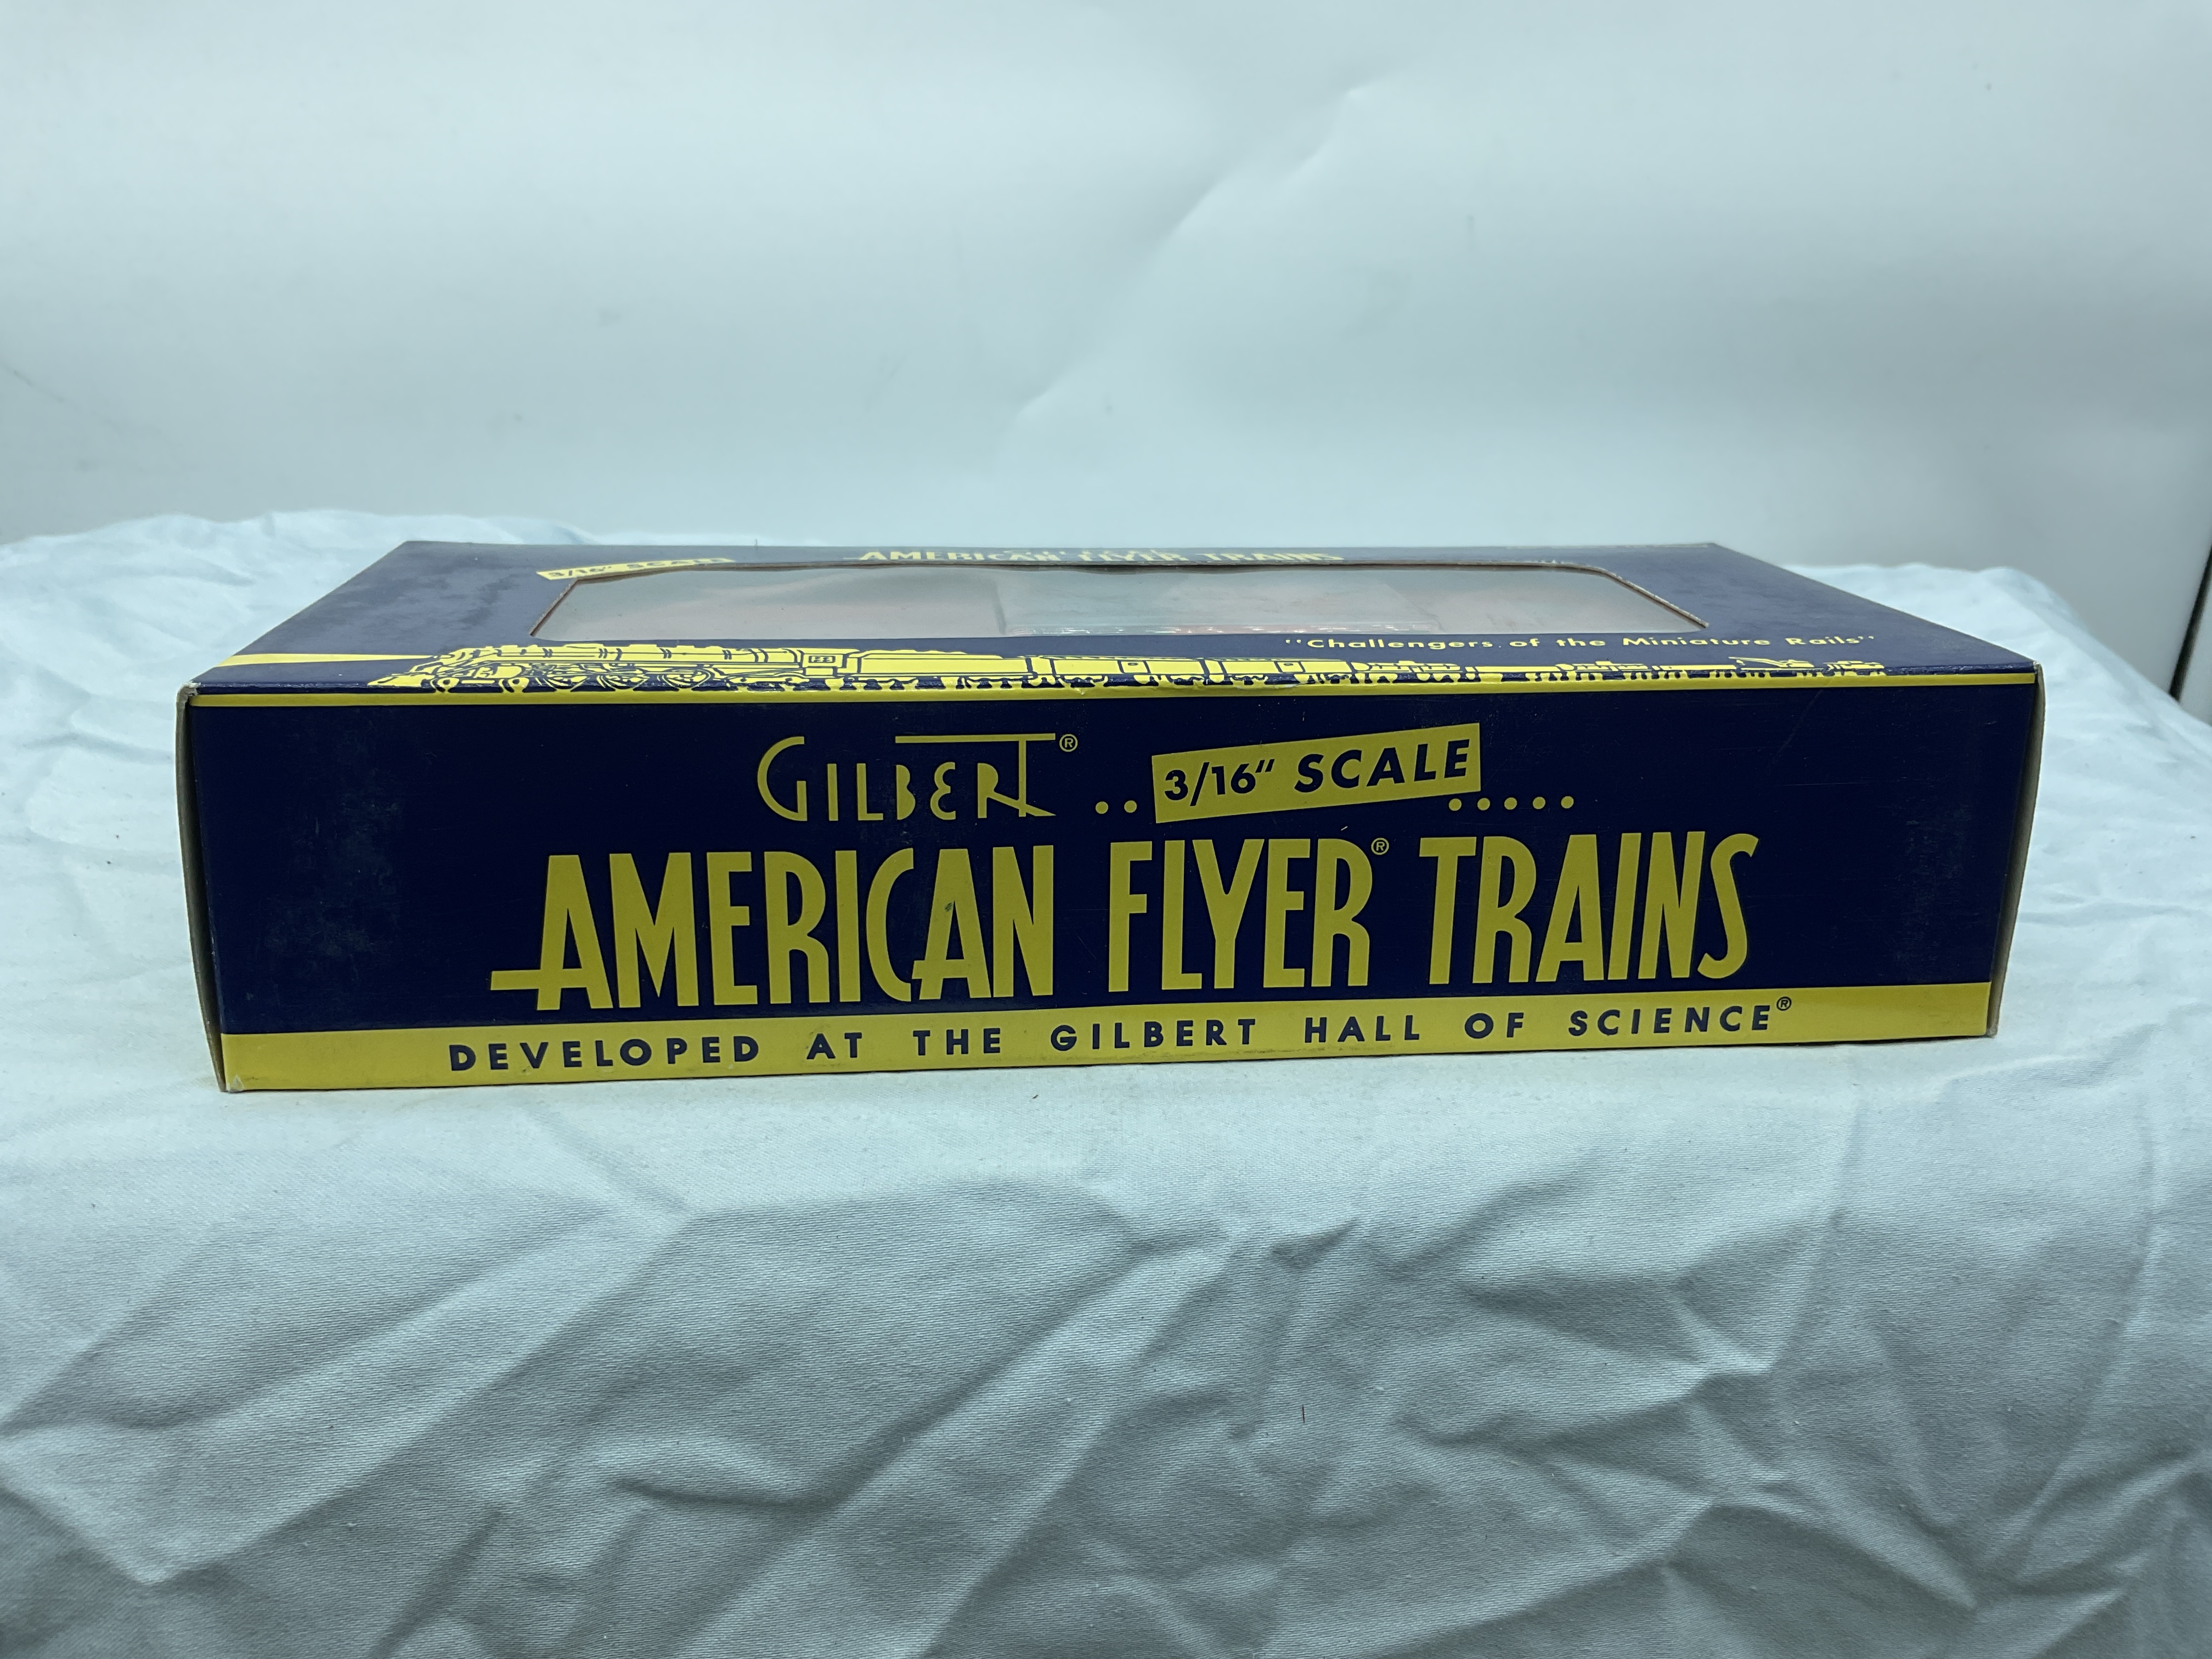 3/16" SCALE
AMERICAN FLYER TRAINS
"Challengers of the Miniature Rails"
GILBERT® .. 3/16" SCALE .....
AMERICAN FLYER® TRAINS
DEVELOPED AT THE GILBERT HALL OF SCIENCE®